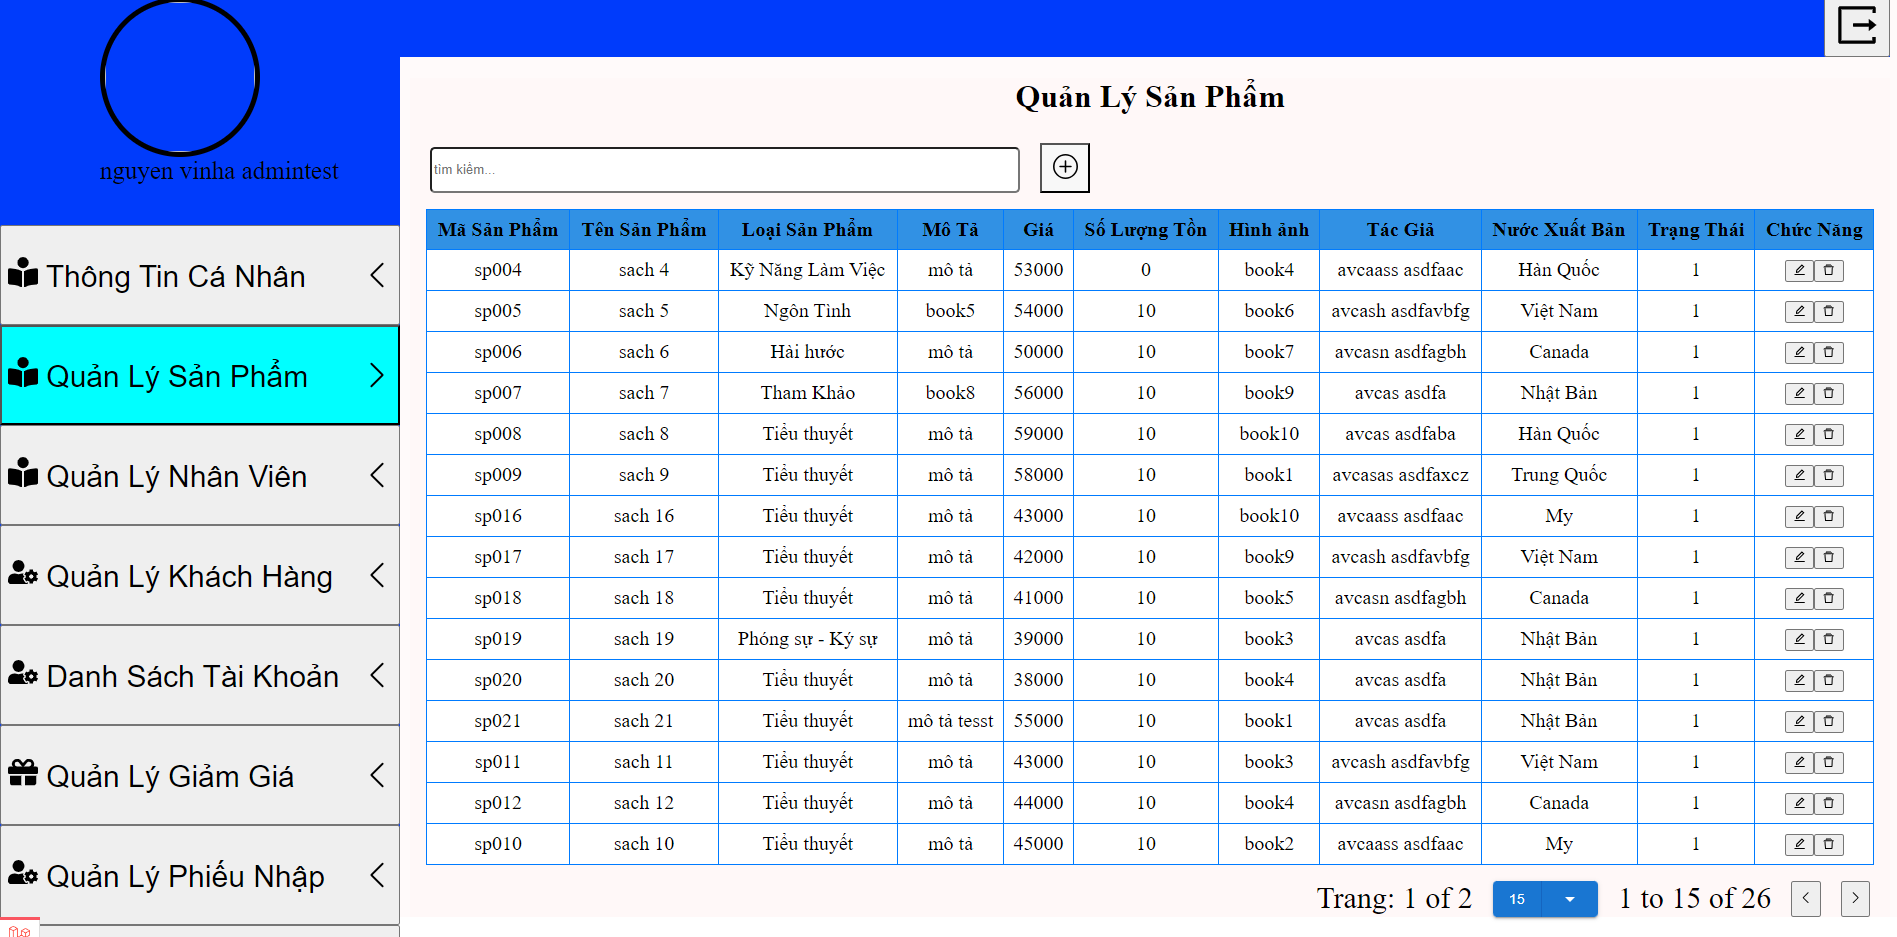 nguyen vinha admintest
Thông Tin Cá Nhân
Quản Lý Sản Phẩm
Quản Lý Nhân Viên
Quản Lý Khách Hàng
Danh Sách Tài Khoản
Quản Lý Giảm Giá
Quản Lý Phiếu Nhập
Quản Lý Sản Phẩm
tìm kiếm...
Mã Sản Phẩm Tên Sản Phẩm Loại Sản Phẩm Mô Tả Giá Số Lượng Tồn Hình ảnh Tác Giả Nước Xuất Bản Trạng Thái Chức Năng
sp004 sach 4 Kỹ Năng Làm Việc mô tả 53000 0 book4 avcaass asdfaac Hàn Quốc 1
sp005 sach 5 Ngôn Tình book5 54000 10 book6 avcash asdfavbfg Việt Nam 1
sp006 sach 6 Hài hước mô tả 50000 10 book7 avcasn asdfagbh Canada 1
sp007 sach 7 Tham Khảo book8 56000 10 book9 avcas asdfa Nhật Bản 1
sp008 sach 8 Tiểu thuyết mô tả 59000 10 book10 avcas asdfaba Hàn Quốc 1
sp009 sach 9 Tiểu thuyết mô tả 58000 10 book1 avcasas asdfaxcz Trung Quốc 1
sp016 sach 16 Tiểu thuyết mô tả 43000 10 book10 avcaass asdfaac My 1
sp017 sach 17 Tiểu thuyết mô tả 42000 10 book9 avcash asdfavbfg Việt Nam 1
sp018 sach 18 Tiểu thuyết mô tả 41000 10 book5 avcasn asdfagbh Canada 1
sp019 sach 19 Phóng sự - Ký sự mô tả 39000 10 book3 avcas asdfa Nhật Bản 1
sp020 sach 20 Tiểu thuyết mô tả 38000 10 book4 avcas asdfa Nhật Bản 1
sp021 sach 21 Tiểu thuyết mô tả tesst 55000 10 book1 avcas asdfa Nhật Bản 1
sp011 sach 11 Tiểu thuyết mô tả 43000 10 book3 avcash asdfavbfg Việt Nam 1
sp012 sach 12 Tiểu thuyết mô tả 44000 10 book4 avcasn asdfagbh Canada 1
sp010 sach 10 Tiểu thuyết mô tả 45000 10 book2 avcaass asdfaac My 1
Trang: 1 of 2 15 1 to 15 of 26